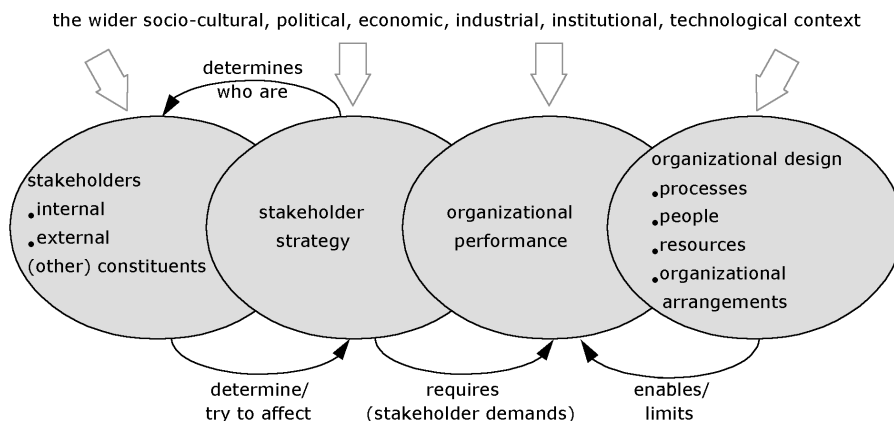 the wider socio-cultural, political, economic, industrial, institutional, technological context
determines
who are
stakeholders
.internal
.external
(other) constituents
stakeholder
strategy
organizational
performance
organizational design
.processes
.people
.resources
.organizational
arrangements
determine/
try to affect
requires
(stakeholder demands)
enables/
limits